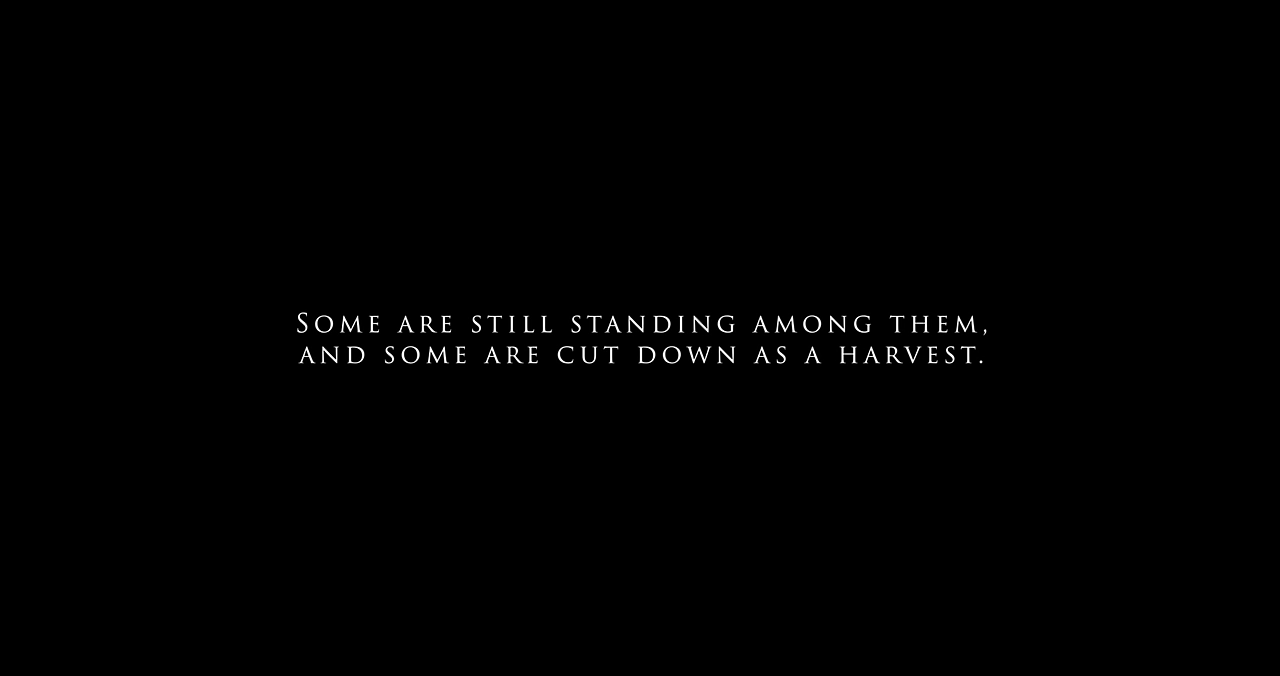 Some are still standing among them,
and some are cut down as a harvest.